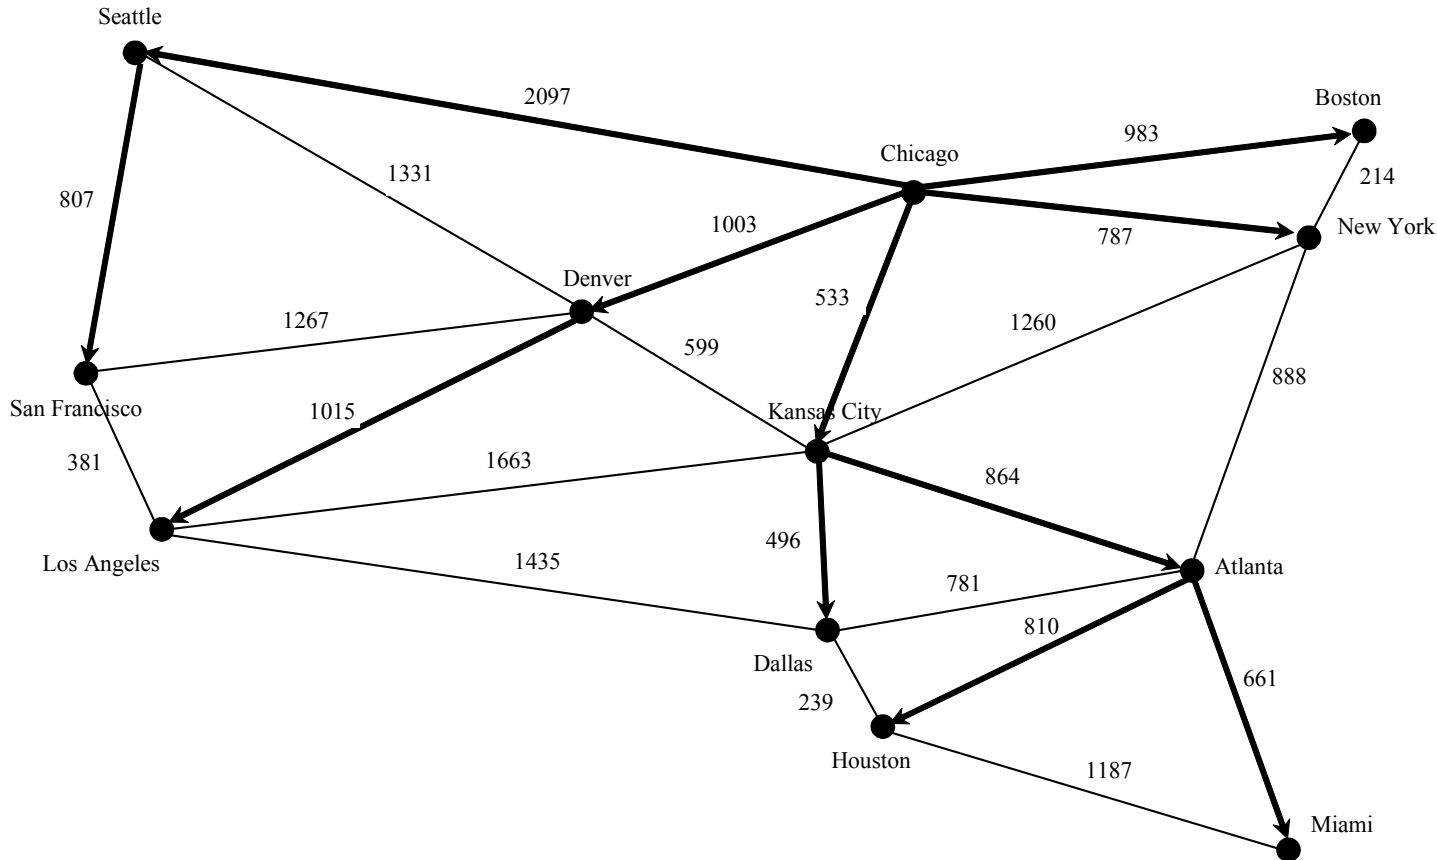 Seattle
2097
Boston
983
Chicago
1331
214
807
1003
New York
787
Denver
533
1267
1260
599
888
San Francisco
1015
Kansas City
381
1663
864
496
1435
Los Angeles
781
Atlanta
810
Dallas
661
239
Houston
1187
Miami